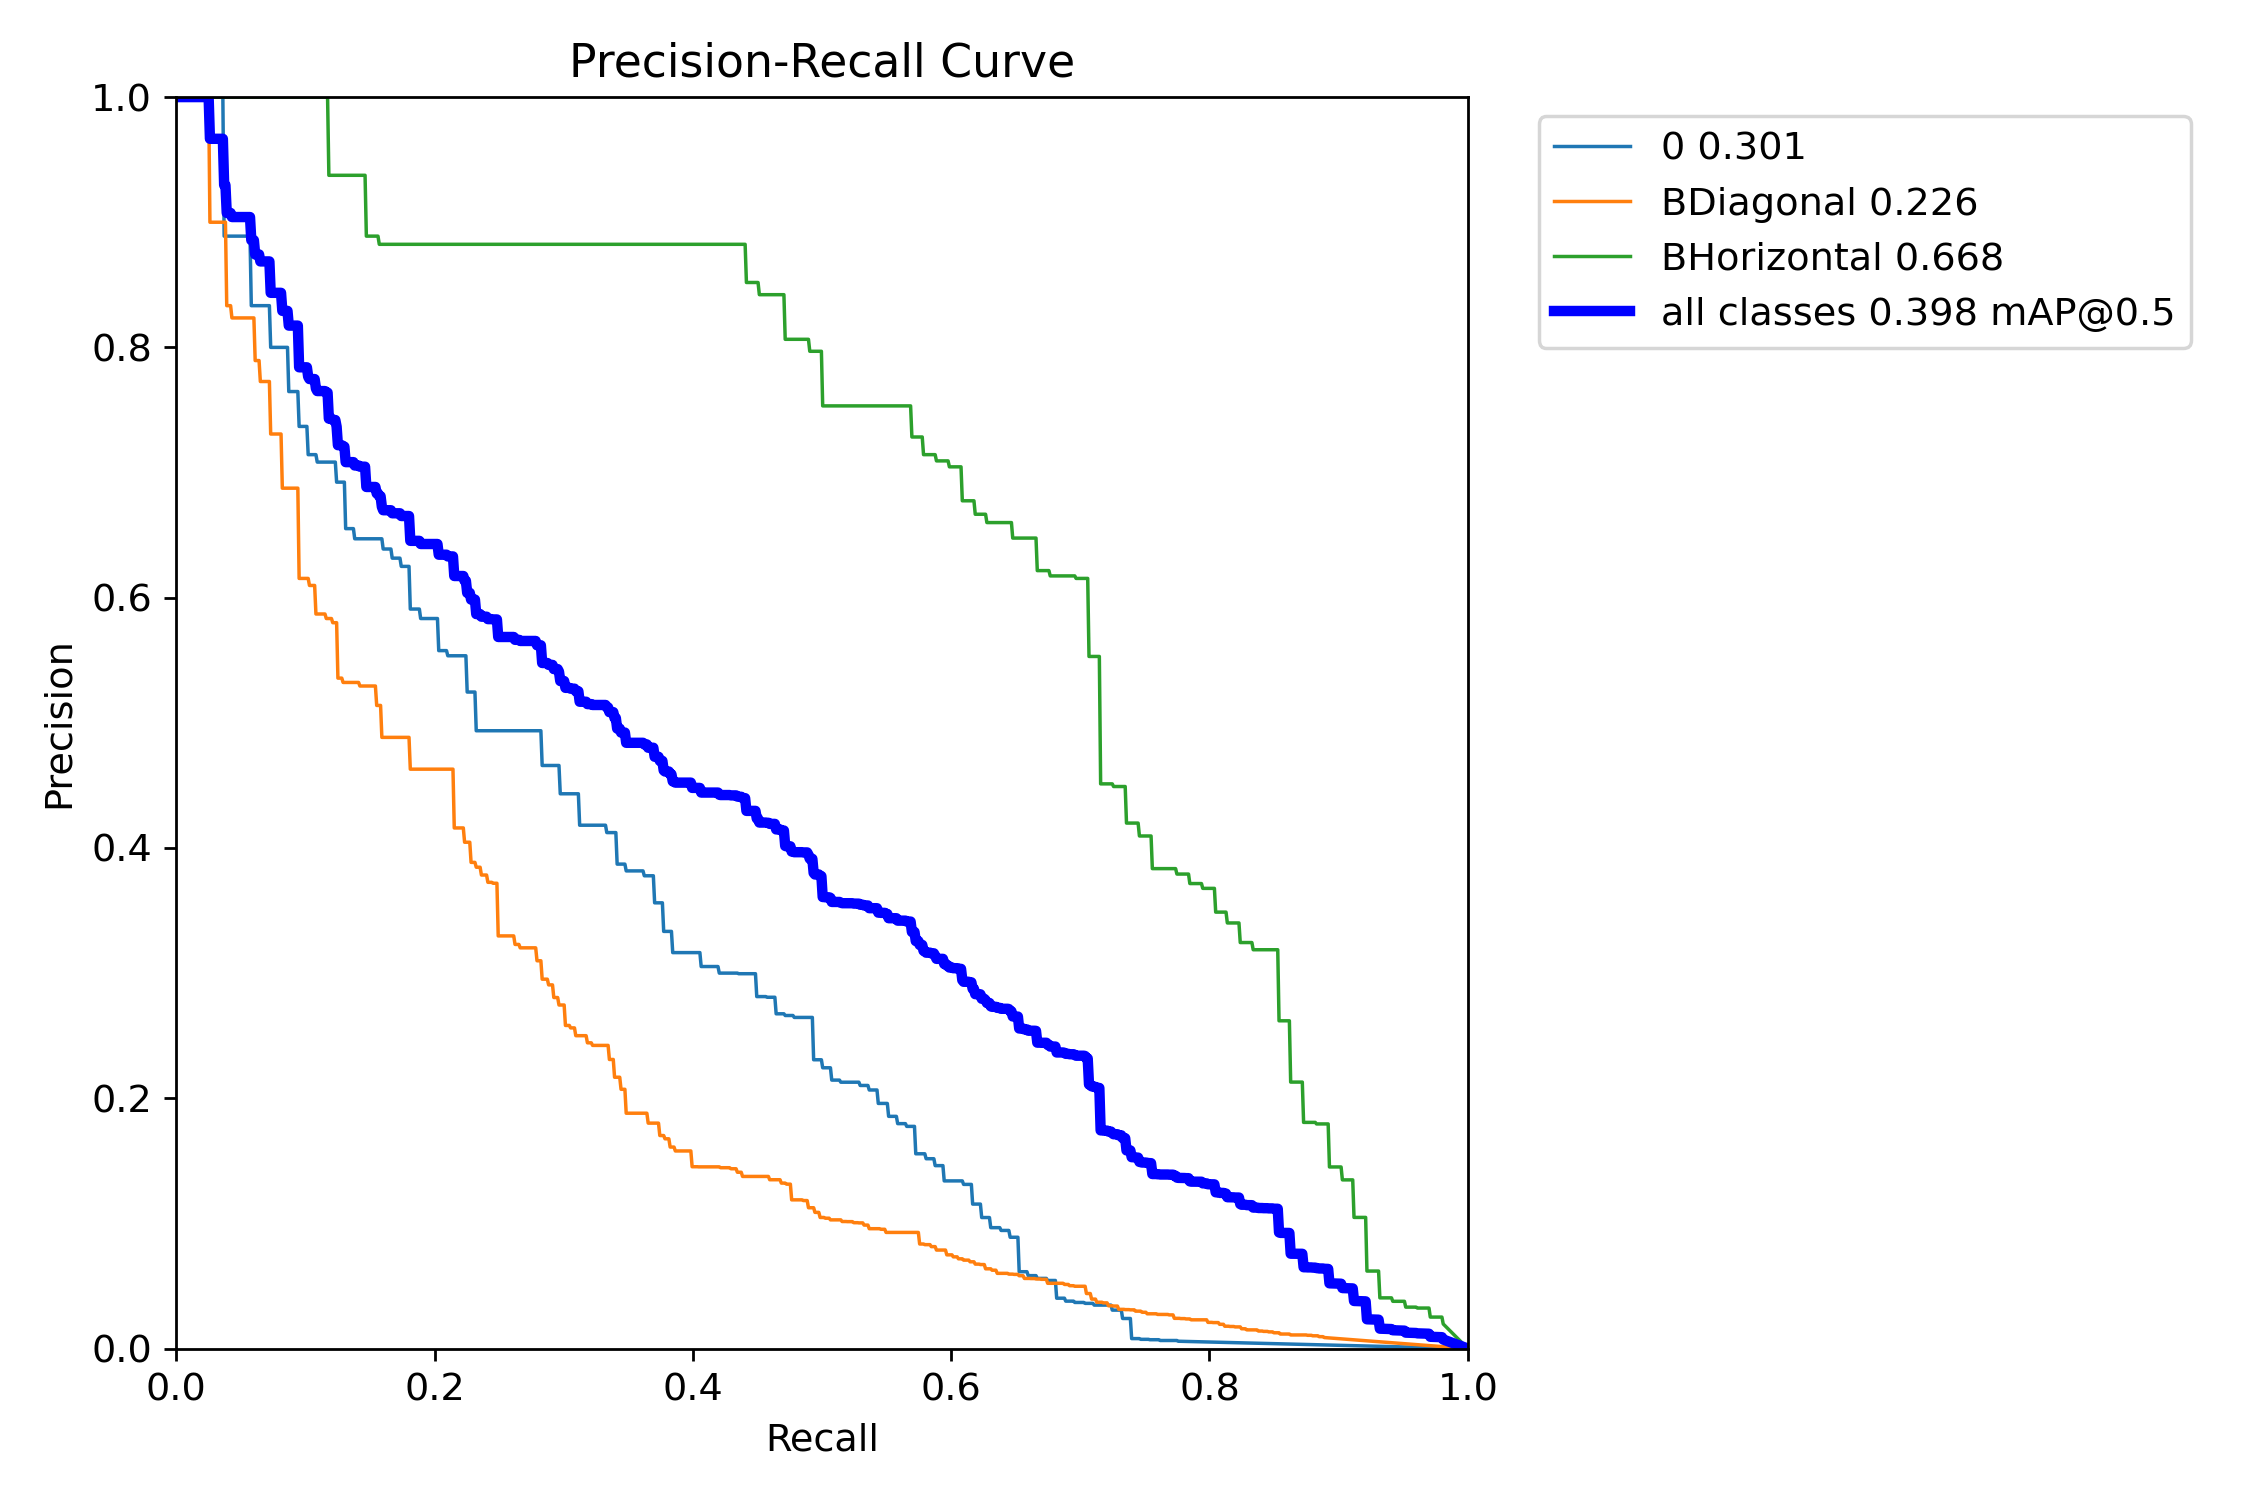 Precision-Recall Curve
1.0
0.8
0.6
0.4
0.2
0.0
Precision
0.0 0.2 0.4 0.6 0.8 1.0
Recall
0 0.301
BDiagonal 0.226
BHorizontal 0.668
all classes 0.398 mAP@0.5